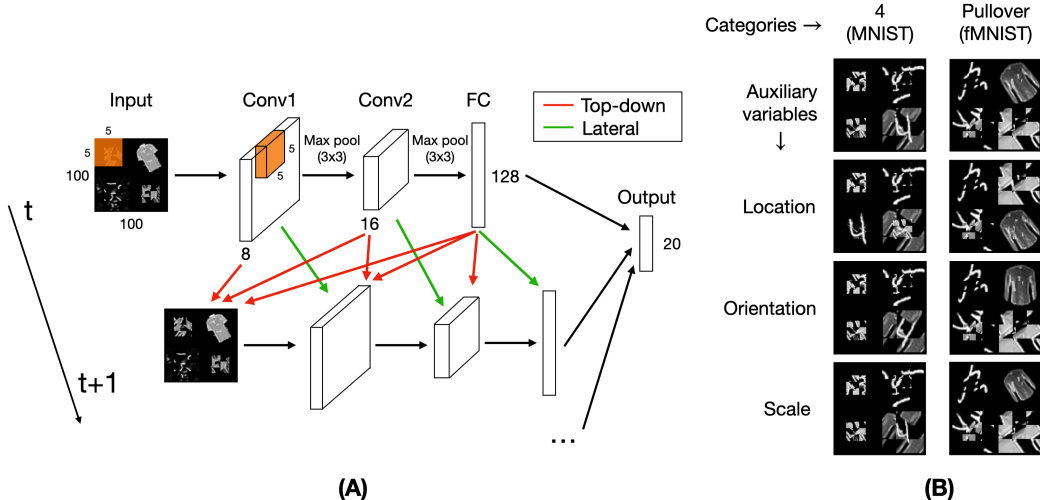 Categories →
4
(MNIST)
Pullover
(fMNIST)
Input
Conv1
Conv2
FC
Top-down
Lateral
Auxiliary
variables
↓
Max pool
(3x3)
Max pool
(3x3)
5
5
5
5
100
100
128
Output
20
t
8
16
Location
Orientation
t+1
Scale
...
(A)
(B)